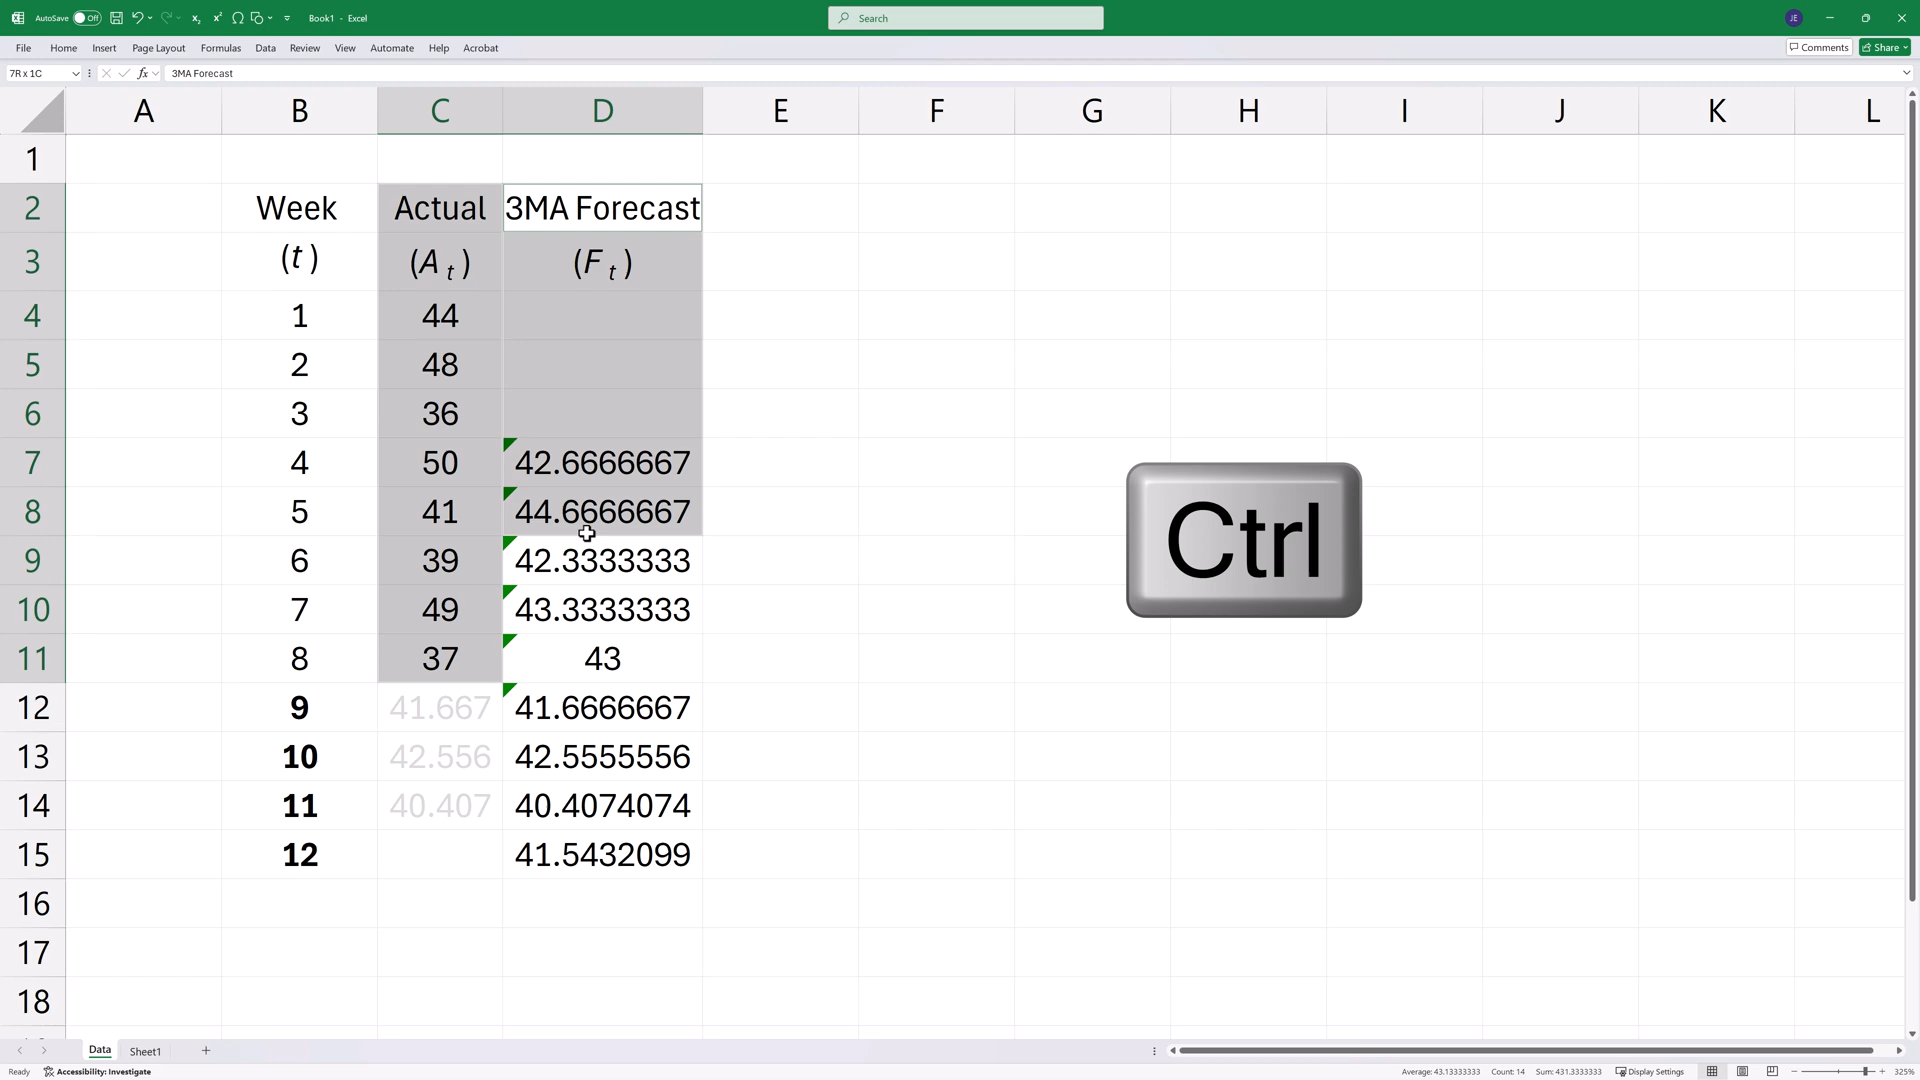 AutoSave Off Book1 - Excel Search JE
File Home Insert Page Layout Formulas Data Review View Automate Help Acrobat Comments Share
7R x 1C fx 3MA Forecast
A B C D E F G H I J K L
1
2 Week Actual 3MA Forecast
3 (t) (A t) (F t)
4 1 44
5 2 48
6 3 36
7 4 50 42.6666667
8 5 41 44.6666667
Ctrl
9 6 39 42.3333333
10 7 49 43.3333333
11 8 37 43
12 9 41.667 41.6666667
13 10 42.556 42.5555556
14 11 40.407 40.4074074
15 12 41.5432099
16
17
18
Data Sheet1
Ready Accessibility: Investigate Average: 43.13333333 Count: 14 Sum: 431.3333333 Display Settings 325%